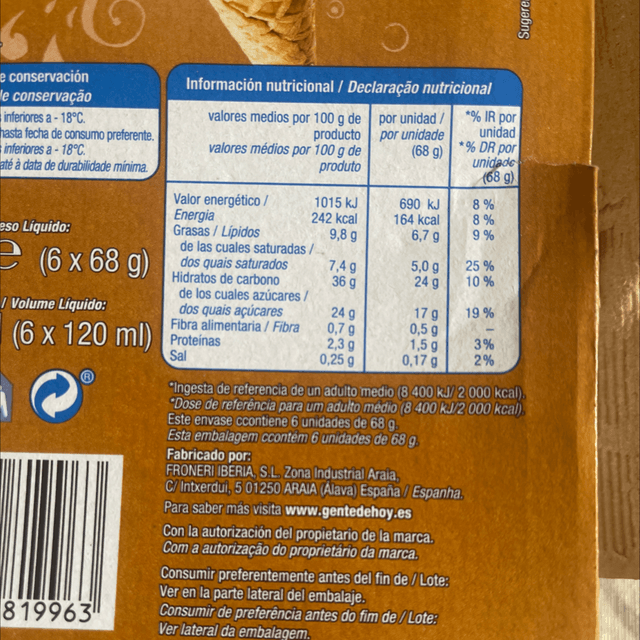 Sugere
e conservación
de conservação
s inferiores a - 18°C.
hasta fecha de consumo preferente.
s inferiores a - 18°C.
até à data de durabilidade mínima.
eso Líquido:
e (6 x 68 g)
/ Volume Líquido:
(6 x 120 ml)
®
819963
Información nutricional / Declaração nutricional
valores medios por 100 g de producto
valores médios por 100 g de produto
por unidad /
por unidade
(68 g)
*% IR por
unidad
*% DR por
unidade
(68 g)
Valor energético / 1015 kJ 690 kJ 8 %
Energia 242 kcal 164 kcal 8 %
Grasas / Lípidos 9,8 g 6,7 g 9 %
de las cuales saturadas /
dos quais saturados 7,4 g 5,0 g 25 %
Hidratos de carbono 36 g 24 g 10 %
de los cuales azúcares /
dos quais açúcares 24 g 17 g 19 %
Fibra alimentaria / Fibra 0,7 g 0,5 g –
Proteínas 2,3 g 1,5 g 3%
Sal 0,25 g 0,17 g 2%
*Ingesta de referencia de un adulto medio (8 400 kJ/ 2 000 kcal).
*Dose de referência para um adulto médio (8 400 kJ/2 000 kcal).
Este envase ccontiene 6 unidades de 68 g.
Esta embalagem ccontém 6 unidades de 68 g.
Fabricado por:
FRONERI IBERIA, S.L. Zona Industrial Araia,
C/ Intxerdui, 5 01250 ARAIA (Álava) España / Espanha.
Para saber más visita www.gentedehoy.es
Con la autorización del propietario de la marca.
Com a autorização do proprietário da marca.
Consumir preferentemente antes del fin de / Lote:
Ver en la parte lateral del embalaje.
Consumir de preferência antes do fim de / Lote:
Ver lateral da embalagem.